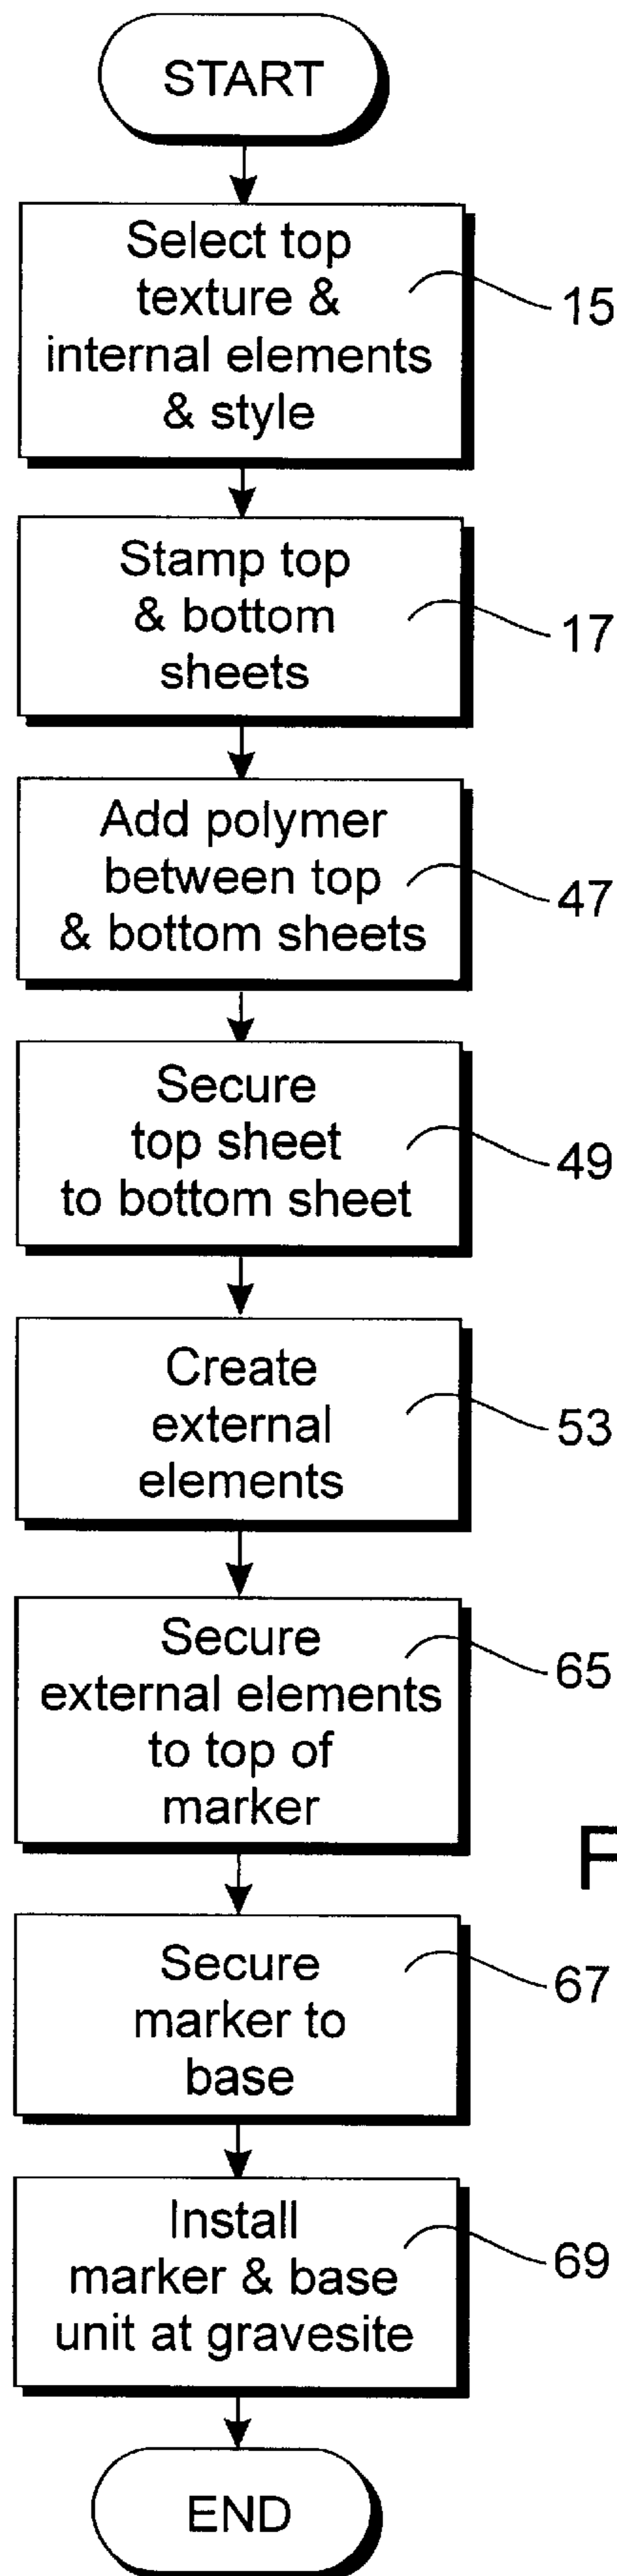 START
Select top
texture &
internal elements
& style
15
Stamp top
& bottom
sheets
17
Add polymer
between top
& bottom sheets
47
Secure
top sheet
to bottom sheet
49
Create
external
elements
53
Secure
external elements
to top of
marker
65
Secure
marker to
base
67
Install
marker & base
unit at gravesite
69
END